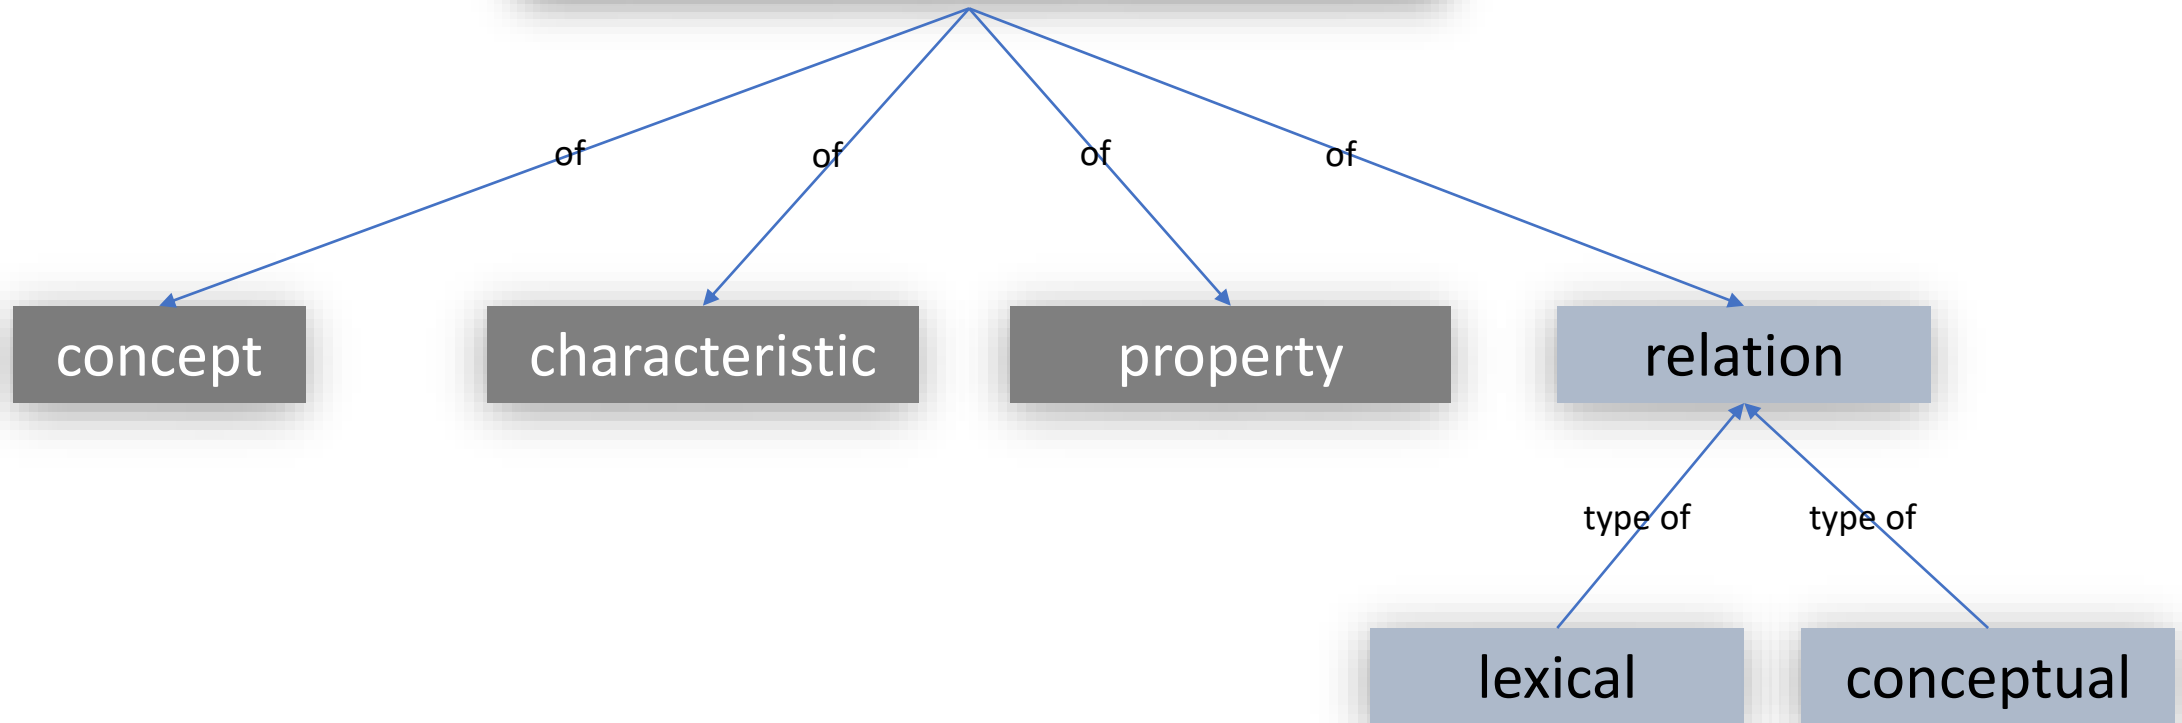 of
of
of
of
concept
characteristic
property
relation
type of
type of
lexical
conceptual